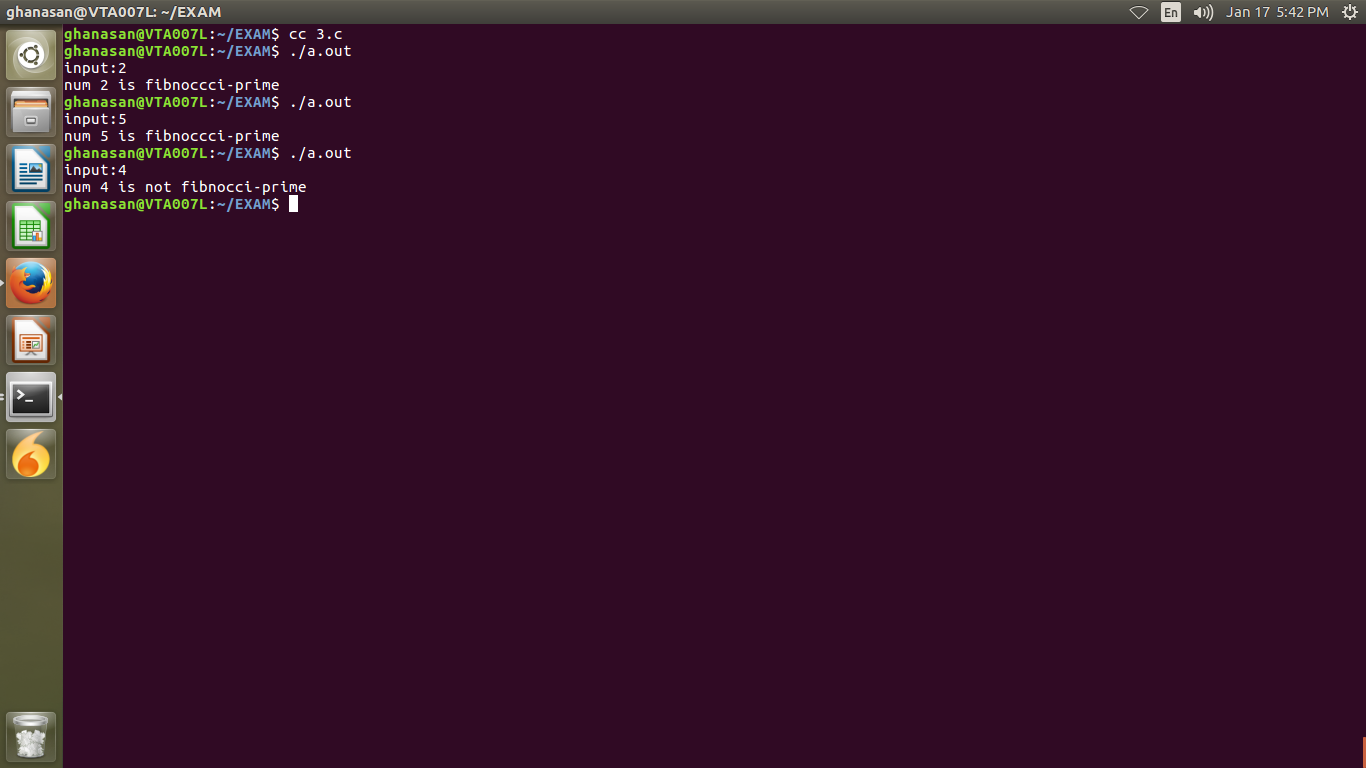 ghanasan@VTA007L: ~/EXAM
En
Jan 17 5:42 PM
ghanasan@VTA007L:~/EXAM$ cc 3.c
ghanasan@VTA007L:~/EXAM$ ./a.out
input:2
num 2 is fibnoccci-prime
ghanasan@VTA007L:~/EXAM$ ./a.out
input:5
num 5 is fibnoccci-prime
ghanasan@VTA007L:~/EXAM$ ./a.out
input:4
num 4 is not fibnocci-prime
ghanasan@VTA007L:~/EXAM$